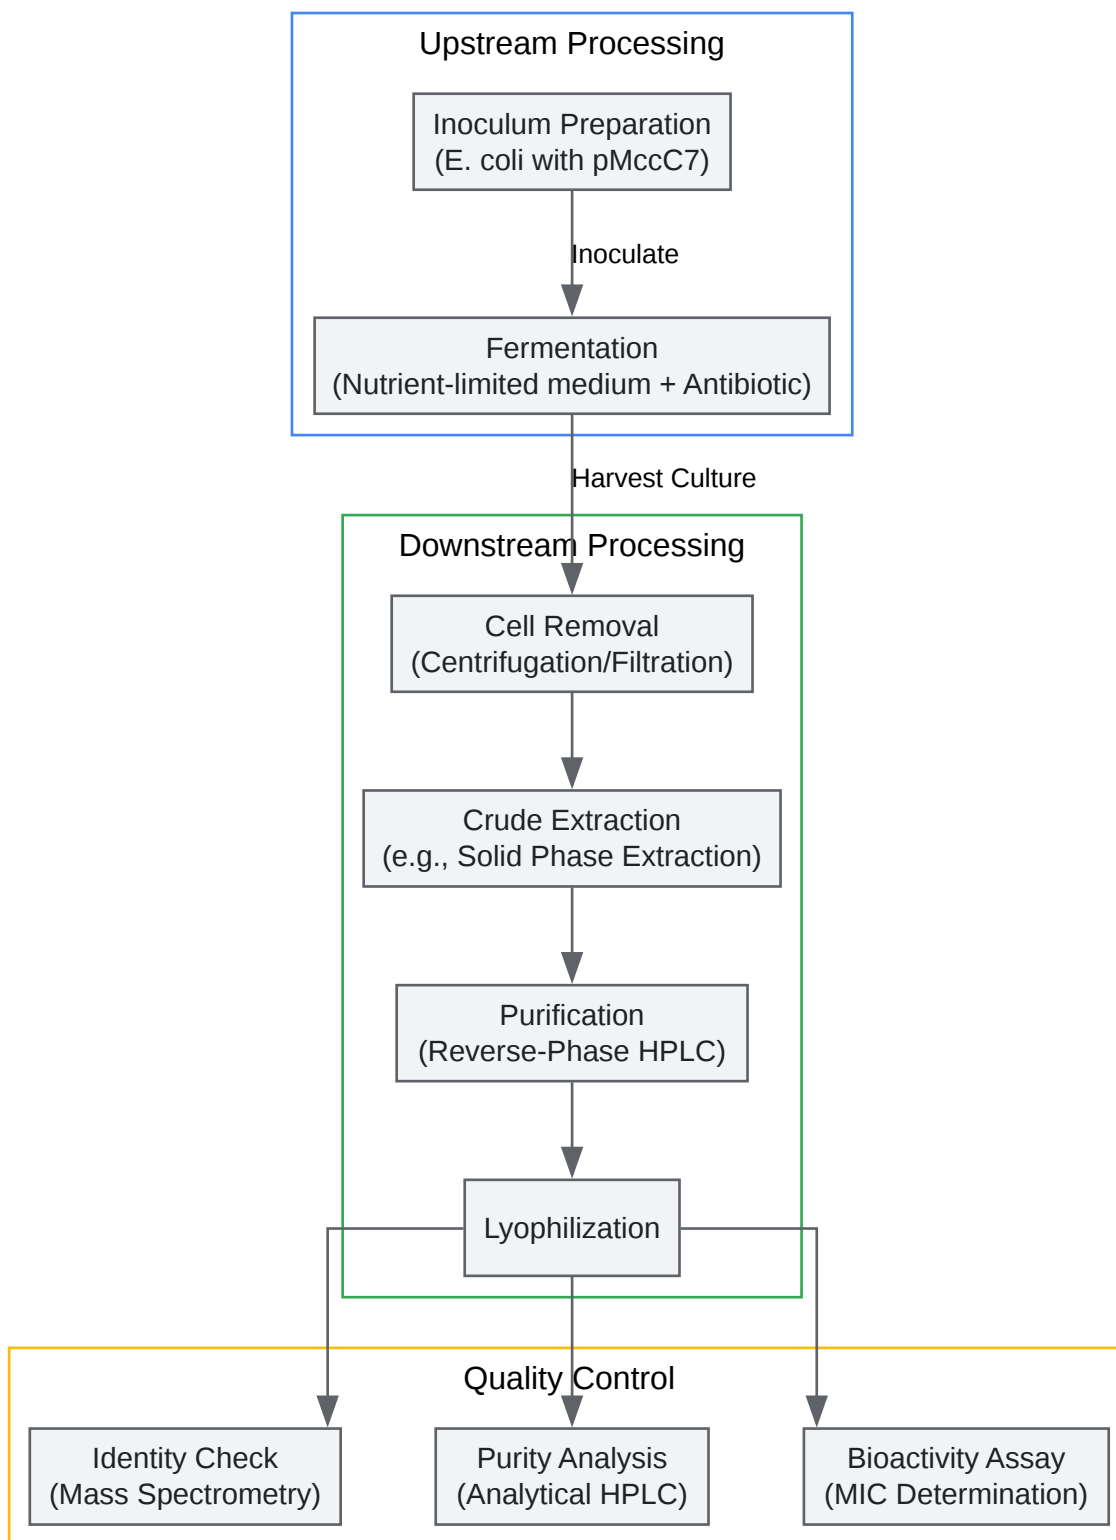 Upstream Processing
Inoculum Preparation
(E. coli with pMccC7)
Inoculate
Fermentation
(Nutrient-limited medium + Antibiotic)
Harvest Culture
Downstream Processing
Cell Removal
(Centrifugation/Filtration)
Crude Extraction
(e.g., Solid Phase Extraction)
Purification
(Reverse-Phase HPLC)
Lyophilization
Quality Control
Identity Check
(Mass Spectrometry)
Purity Analysis
(Analytical HPLC)
Bioactivity Assay
(MIC Determination)